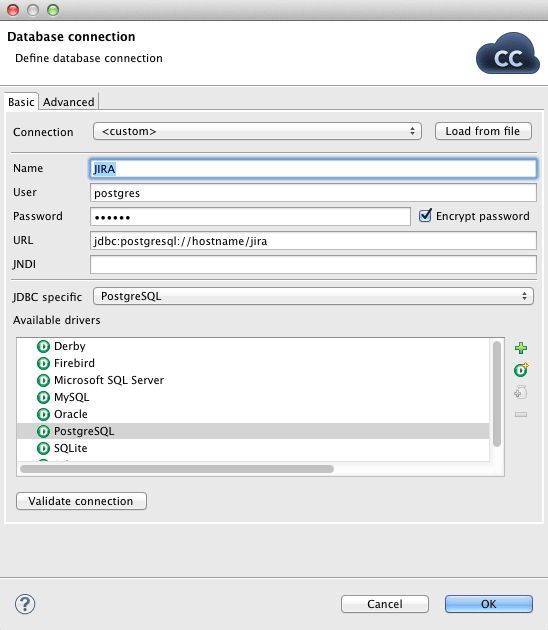 Database connection
Define database connection
CC
Basic Advanced
Connection <custom> Load from file
Name JIRA
User postgres
Password •••••• Encrypt password
URL jdbc:postgresql://hostname/jira
JNDI
JDBC specific PostgreSQL
Available drivers
D Derby
D Firebird
D Microsoft SQL Server
D MySQL
D Oracle
D PostgreSQL
D SQLite
Validate connection
? Cancel OK